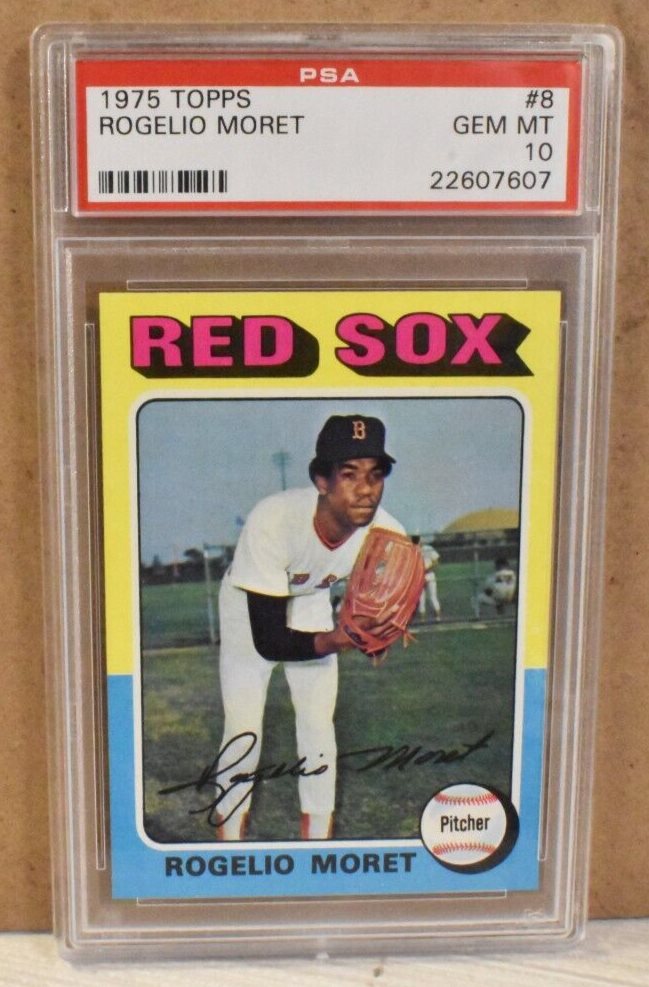 PSA
1975 TOPPS #8
ROGELIO MORET GEM MT
10
22607607
RED SOX
B
Rogelio Moret
Pitcher
ROGELIO MORET